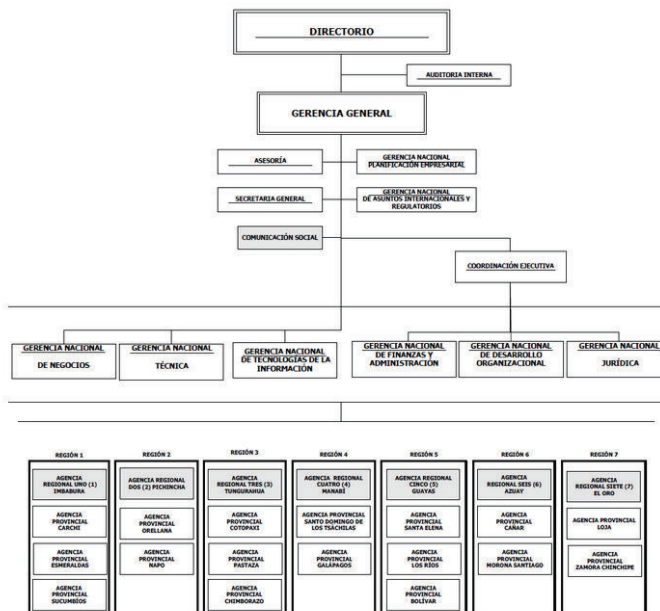 DIRECTORIO
AUDITORIA INTERNA
GERENCIA GENERAL
ASESORÍA
GERENCIA NACIONAL
PLANIFICACIÓN EMPRESARIAL
SECRETARIA GENERAL
GERENCIA NACIONAL
DE ASUNTOS INTERNACIONALES Y
REGULATORIOS
COMUNICACIÓN SOCIAL
COORDINACIÓN EJECUTIVA
GERENCIA NACIONAL
DE NEGOCIOS
GERENCIA NACIONAL
TÉCNICA
GERENCIA NACIONAL
DE TECNOLOGÍAS DE LA
INFORMACIÓN
GERENCIA NACIONAL
DE FINANZAS Y
ADMINISTRACIÓN
GERENCIA NACIONAL
DE DESARROLLO
ORGANIZACIONAL
GERENCIA NACIONAL
JURÍDICA
REGIÓN 1
AGENCIA
REGIONAL UNO (1)
IMBABURA
AGENCIA
PROVINCIAL
CARCHI
AGENCIA
PROVINCIAL
ESMERALDAS
AGENCIA
PROVINCIAL
SUCUMBÍOS
REGIÓN 2
AGENCIA REGIONAL
DOS (2) PICHINCHA
AGENCIA
PROVINCIAL
ORELLANA
AGENCIA
PROVINCIAL
NAPO
REGIÓN 3
AGENCIA
REGIONAL TRES (3)
TUNGURAHUA
AGENCIA
PROVINCIAL
COTOPAXI
AGENCIA
PROVINCIAL
PASTAZA
AGENCIA
PROVINCIAL
CHIMBORAZO
REGIÓN 4
AGENCIA REGIONAL
CUATRO (4)
MANABÍ
AGENCIA PROVINCIAL
SANTO DOMINGO DE
LOS TSÁCHILAS
AGENCIA
PROVINCIAL
GALÁPAGOS
REGIÓN 5
AGENCIA REGIONAL
CINCO (5)
GUAYAS
AGENCIA
PROVINCIAL
SANTA ELENA
AGENCIA
PROVINCIAL
LOS RÍOS
AGENCIA
PROVINCIAL
BOLÍVAR
REGIÓN 6
AGENCIA
REGIONAL SEIS (6)
AZUAY
AGENCIA
PROVINCIAL
CAÑAR
AGENCIA
PROVINCIAL
MORONA SANTIAGO
REGIÓN 7
AGENCIA
REGIONAL SIETE (7)
EL ORO
AGENCIA PROVINCIAL
LOJA
AGENCIA
PROVINCIAL
ZAMORA CHINCHIPE